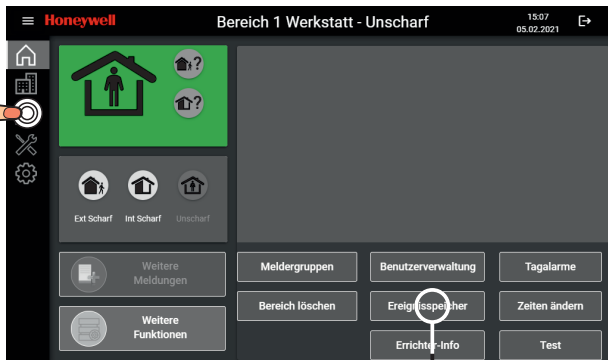 Honeywell
Bereich 1 Werkstatt - Unscharf
15:07
05.02.2021
?
?
Ext Scharf
Int Scharf
Unscharf
Weitere
Meldungen
Weitere
Funktionen
Meldergruppen
Benutzerverwaltung
Tagalarme
Bereich löschen
Ereignisspeicher
Zeiten ändern
Errichter-Info
Test